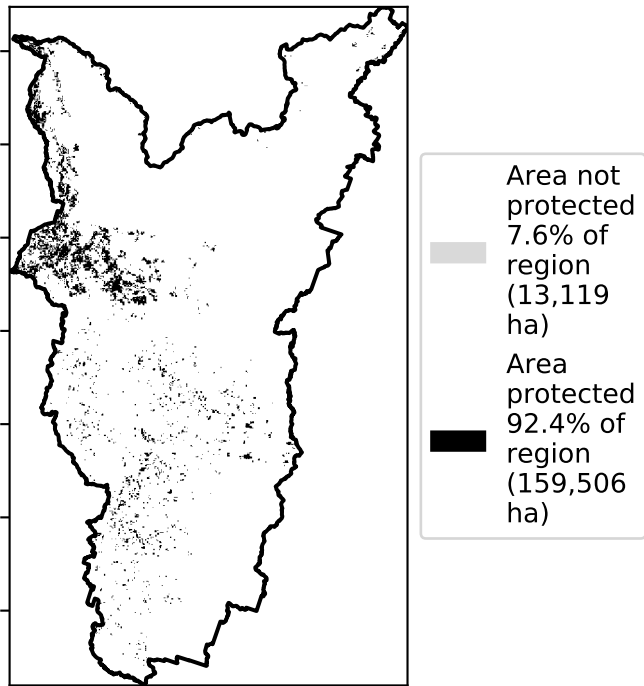 Area not
protected
7.6% of
region
(13,119
ha)
Area
protected
92.4% of
region
(159,506
ha)